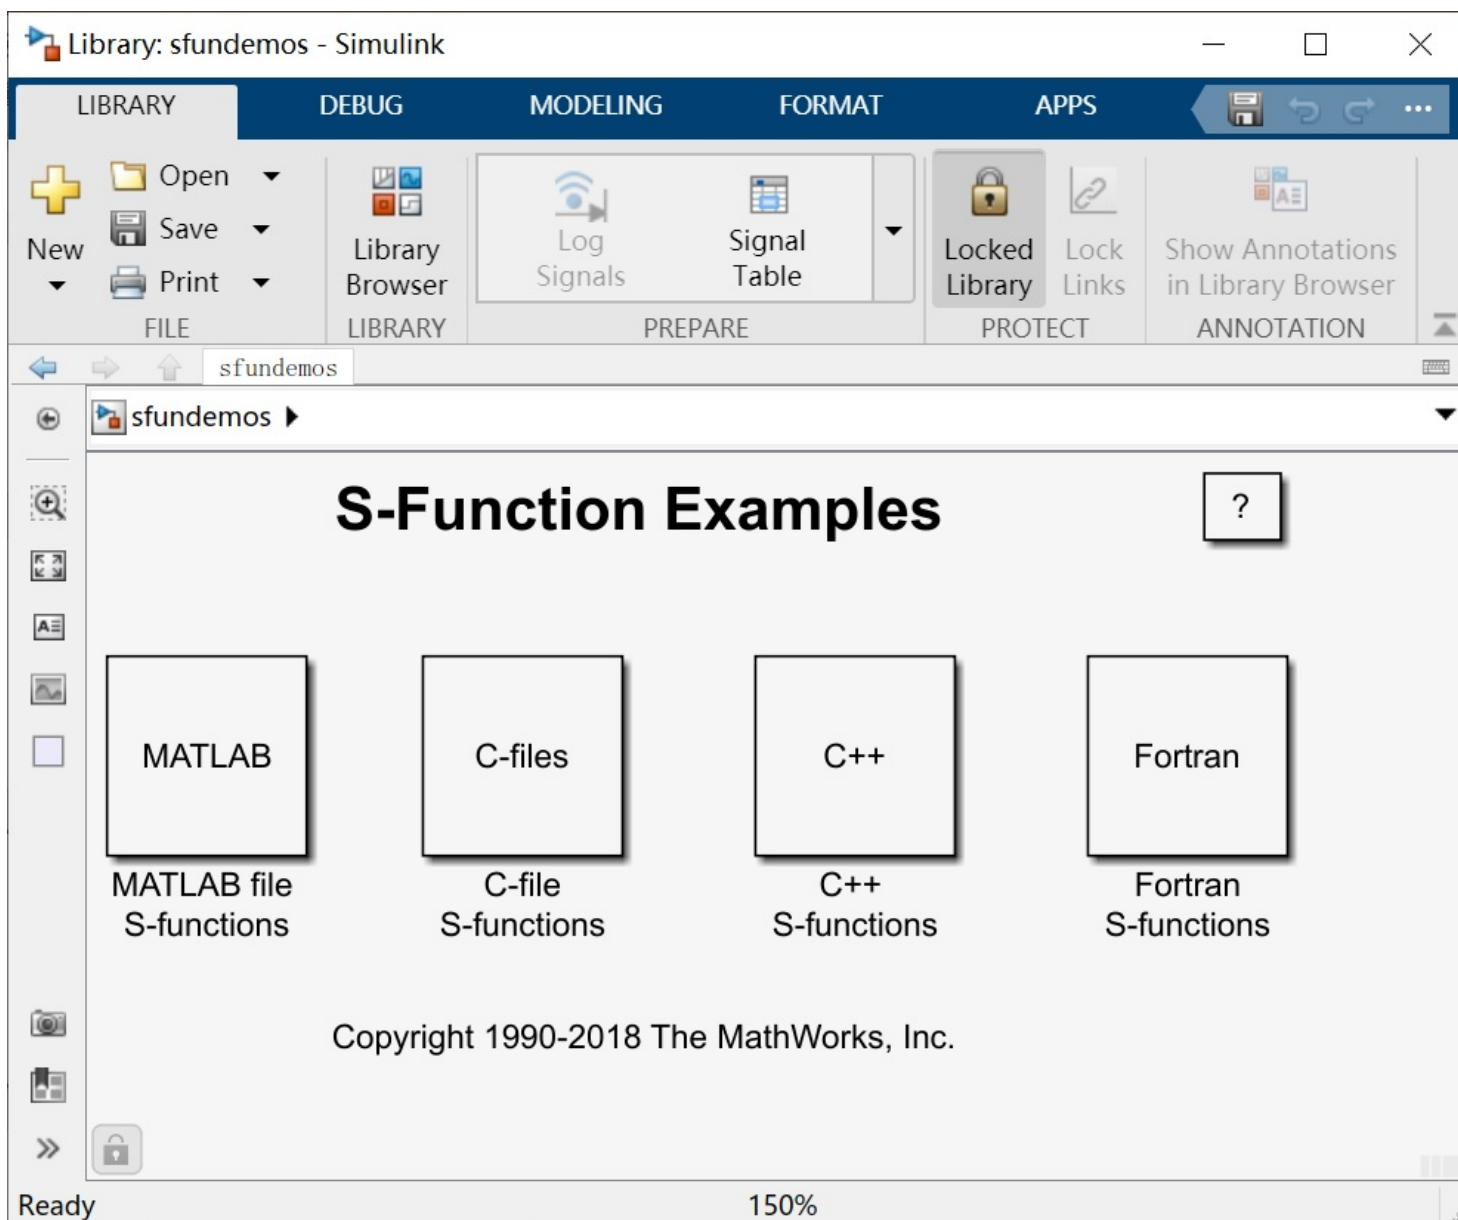 Library: sfundemos - Simulink
LIBRARY DEBUG MODELING FORMAT APPS
New
Open
Save
Print
FILE
Library
Browser
LIBRARY
Log
Signals
Signal
Table
PREPARE
Locked
Library
Lock
Links
PROTECT
Show Annotations
in Library Browser
ANNOTATION
sfundemos
sfundemos
S-Function Examples
?
MATLAB
MATLAB file
S-functions
C-files
C-file
S-functions
C++
C++
S-functions
Fortran
Fortran
S-functions
Copyright 1990-2018 The MathWorks, Inc.
Ready
150%